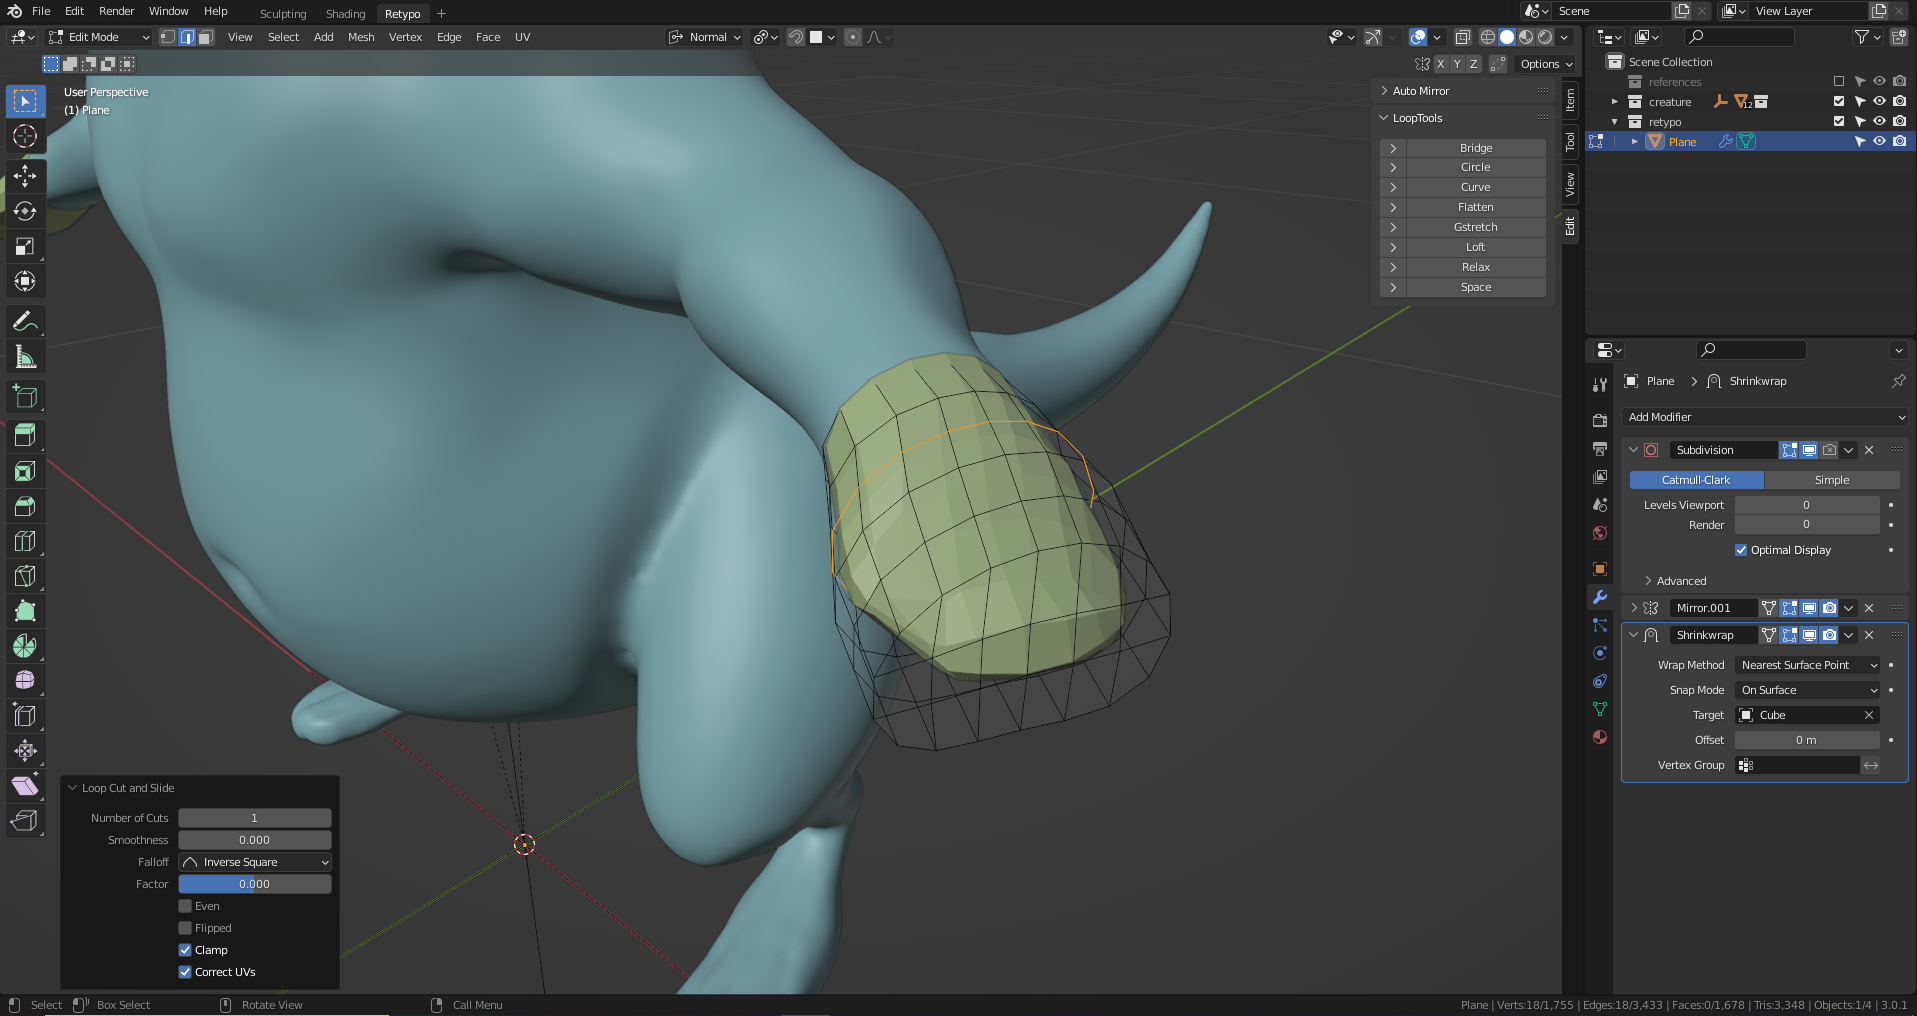 File Edit Render Window Help Sculpting Shading Retypo + Scene View Layer
Edit Mode View Select Add Mesh Vertex Edge Face UV Normal
X Y Z Options
User Perspective
(1) Plane
Auto Mirror
LoopTools
Bridge
Circle
Curve
Flatten
Gstretch
Loft
Relax
Space
Item
Tool
View
Edit
Scene Collection
references
creature 12
retypo
Plane
Plane > Shrinkwrap
Add Modifier
Subdivision
Catmull-Clark Simple
Levels Viewport 0
Render 0
Optimal Display
Advanced
Mirror.001
Shrinkwrap
Wrap Method Nearest Surface Point
Snap Mode On Surface
Target Cube
Offset 0 m
Vertex Group
Loop Cut and Slide
Number of Cuts 1
Smoothness 0.000
Falloff Inverse Square
Factor 0.000
Even
Flipped
Clamp
Correct UVs
Select Box Select Rotate View Call Menu Plane | Verts:18/1,755 | Edges:18/3,433 | Faces:0/1,678 | Tris:3,348 | Objects:1/4 | 3.0.1